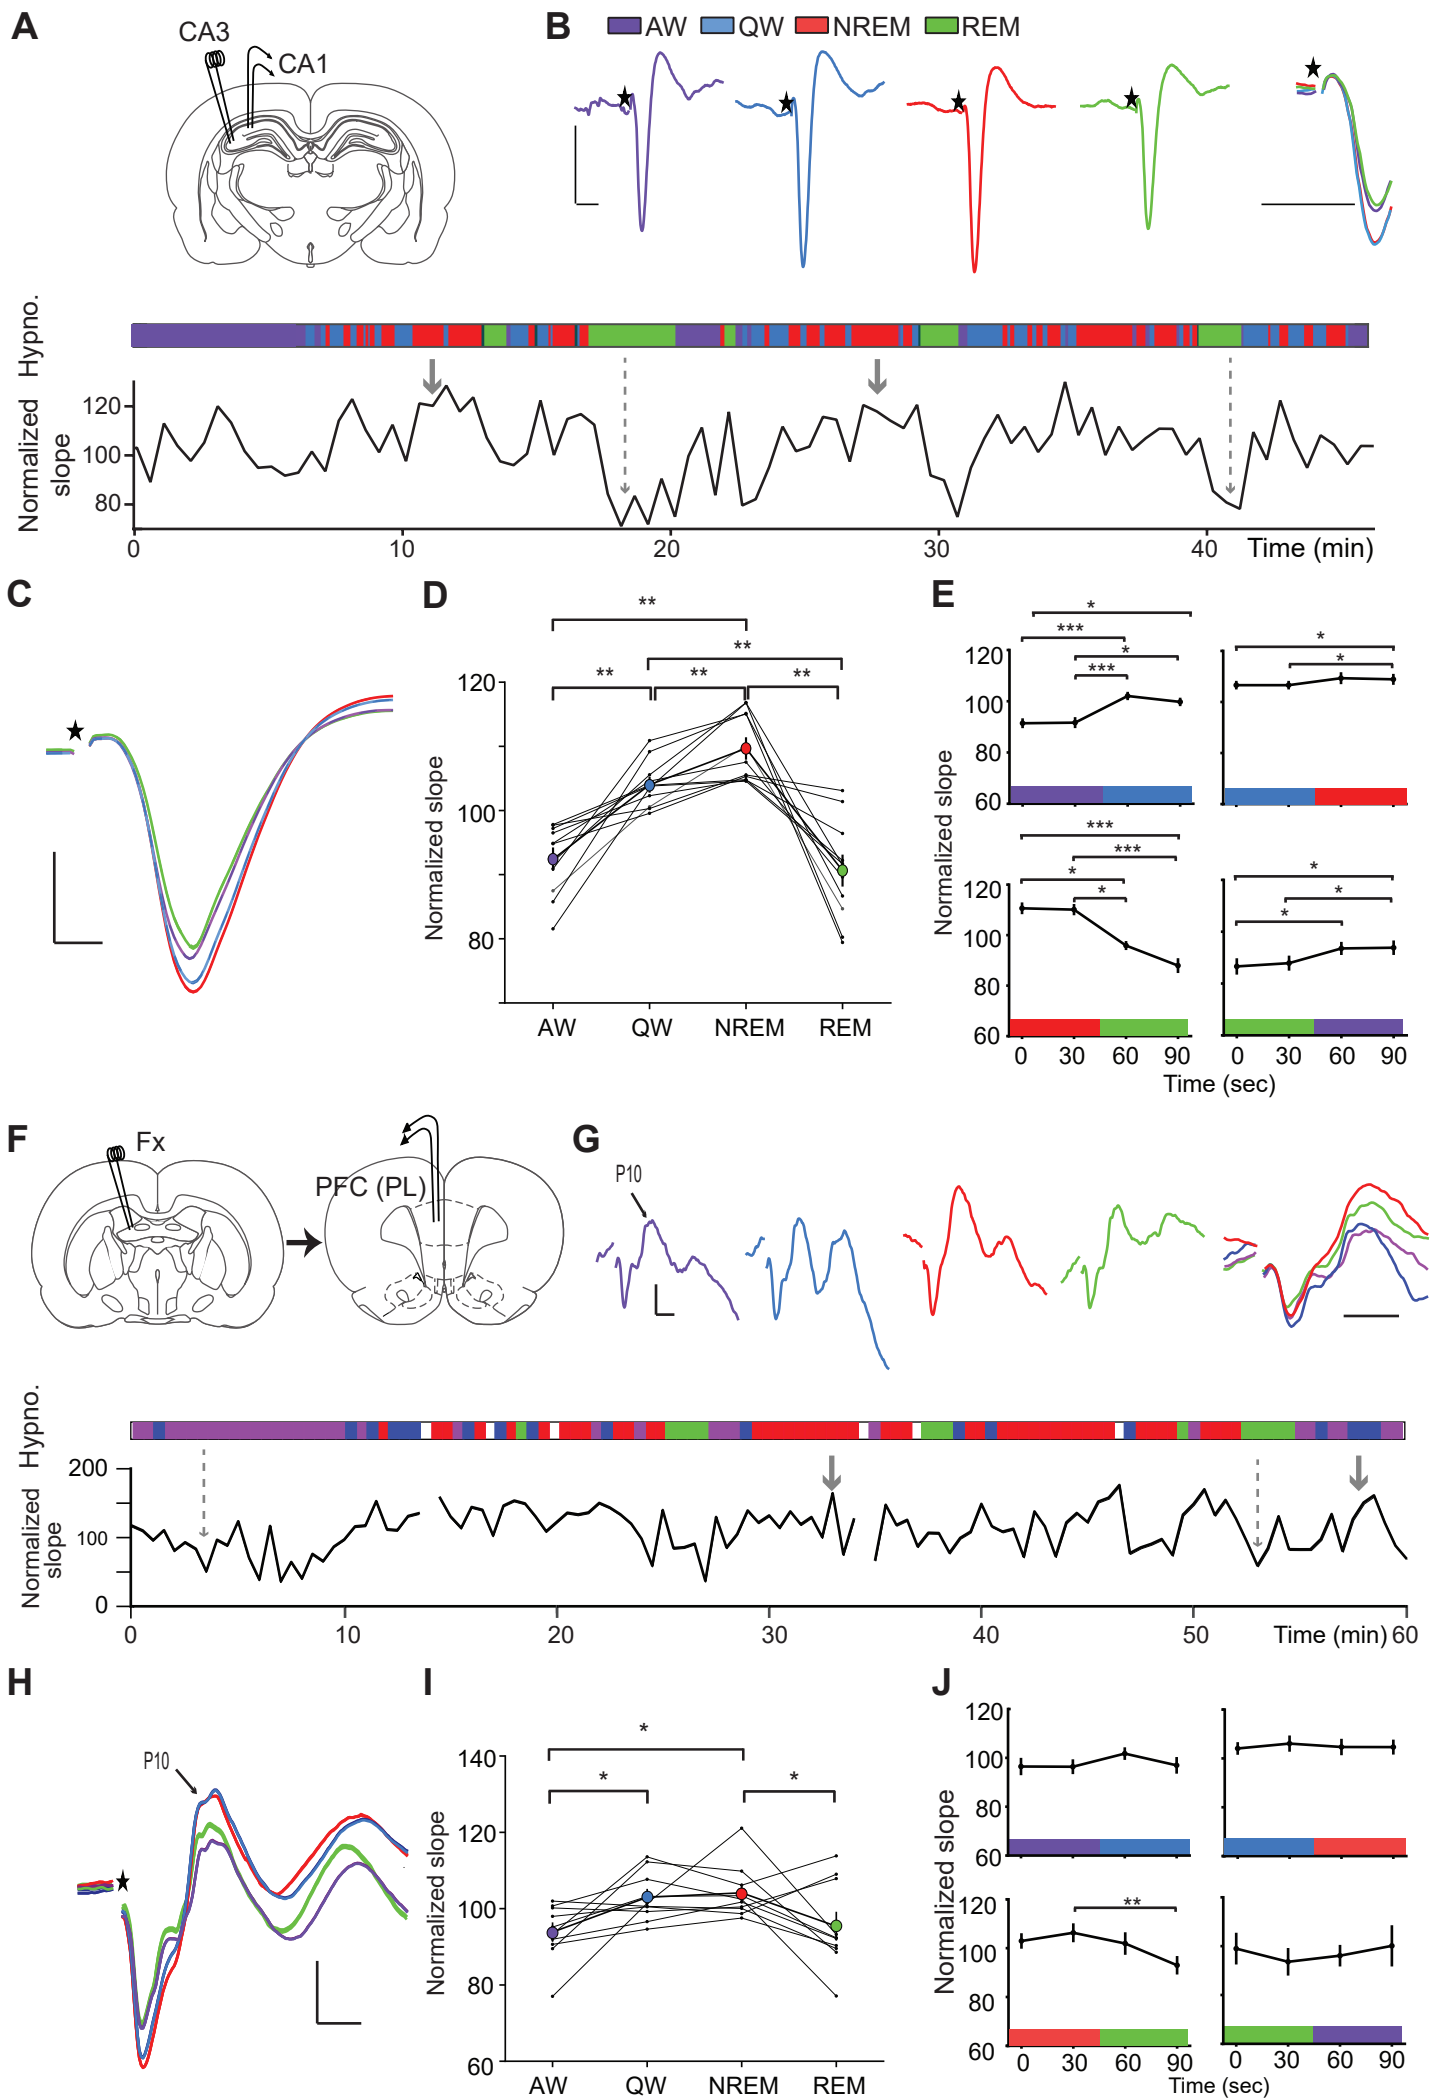 A
CA3
CA1
B
AW QW NREM REM
★
★
★
★
★
Hypno.
Normalized slope
120
100
80
0 10 20 30 40 Time (min)
C
★
D
**
**
** ** **
Normalized slope
120
100
80
AW QW NREM REM
E
Normalized slope
*
***
*
***
120
100
80
60
*
*
***
***
*
*
120
100
80
60
0 30 60 90
*
*
*
0 30 60 90
Time (sec)
F
Fx
PFC (PL)
G
P10
Hypno.
Normalized slope
200
100
0
0 10 20 30 40 50 Time (min) 60
H
P10
★
I
*
* *
Normalized slope
140
120
100
80
60
AW QW NREM REM
J
Normalized slope
120
100
80
60
**
120
100
80
60
0 30 60 90
0 30 60 90
Time (sec)